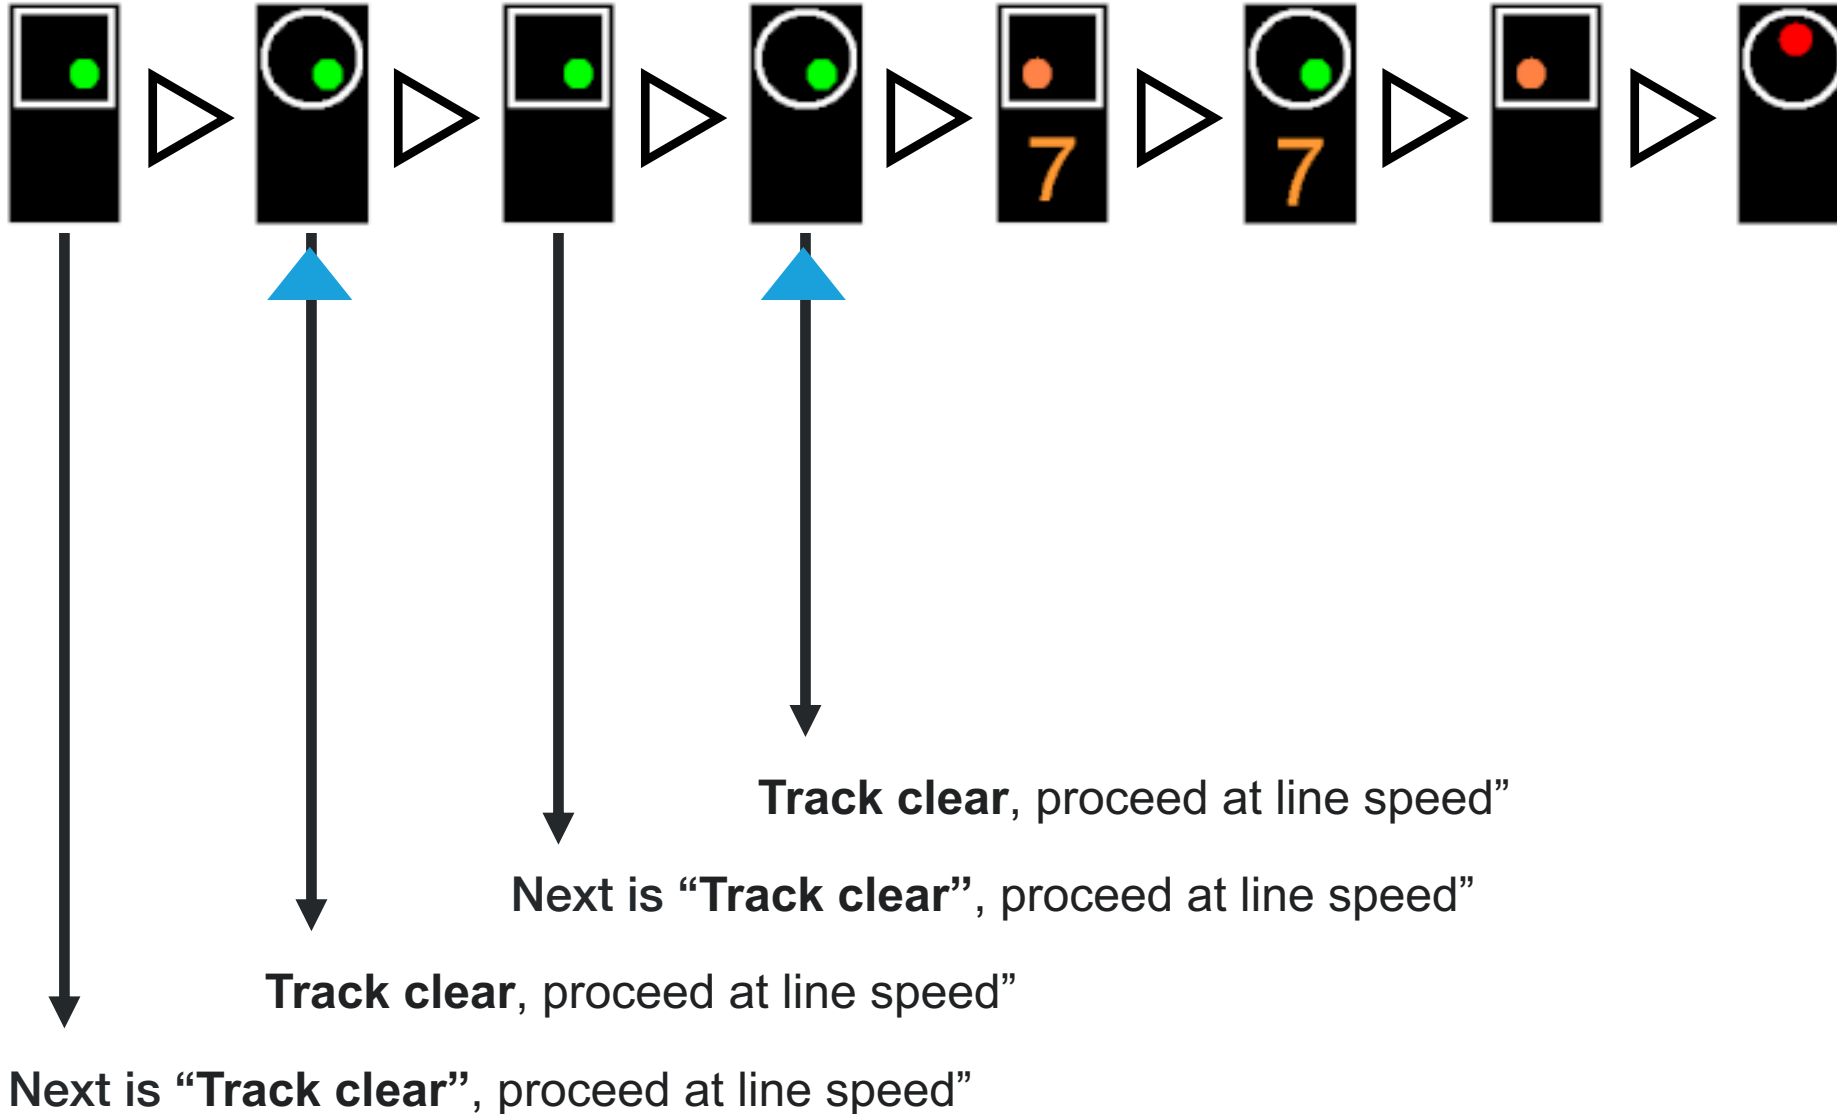 7
7
Track clear, proceed at line speed”
Next is “Track clear”, proceed at line speed”
Track clear, proceed at line speed”
Next is “Track clear”, proceed at line speed”